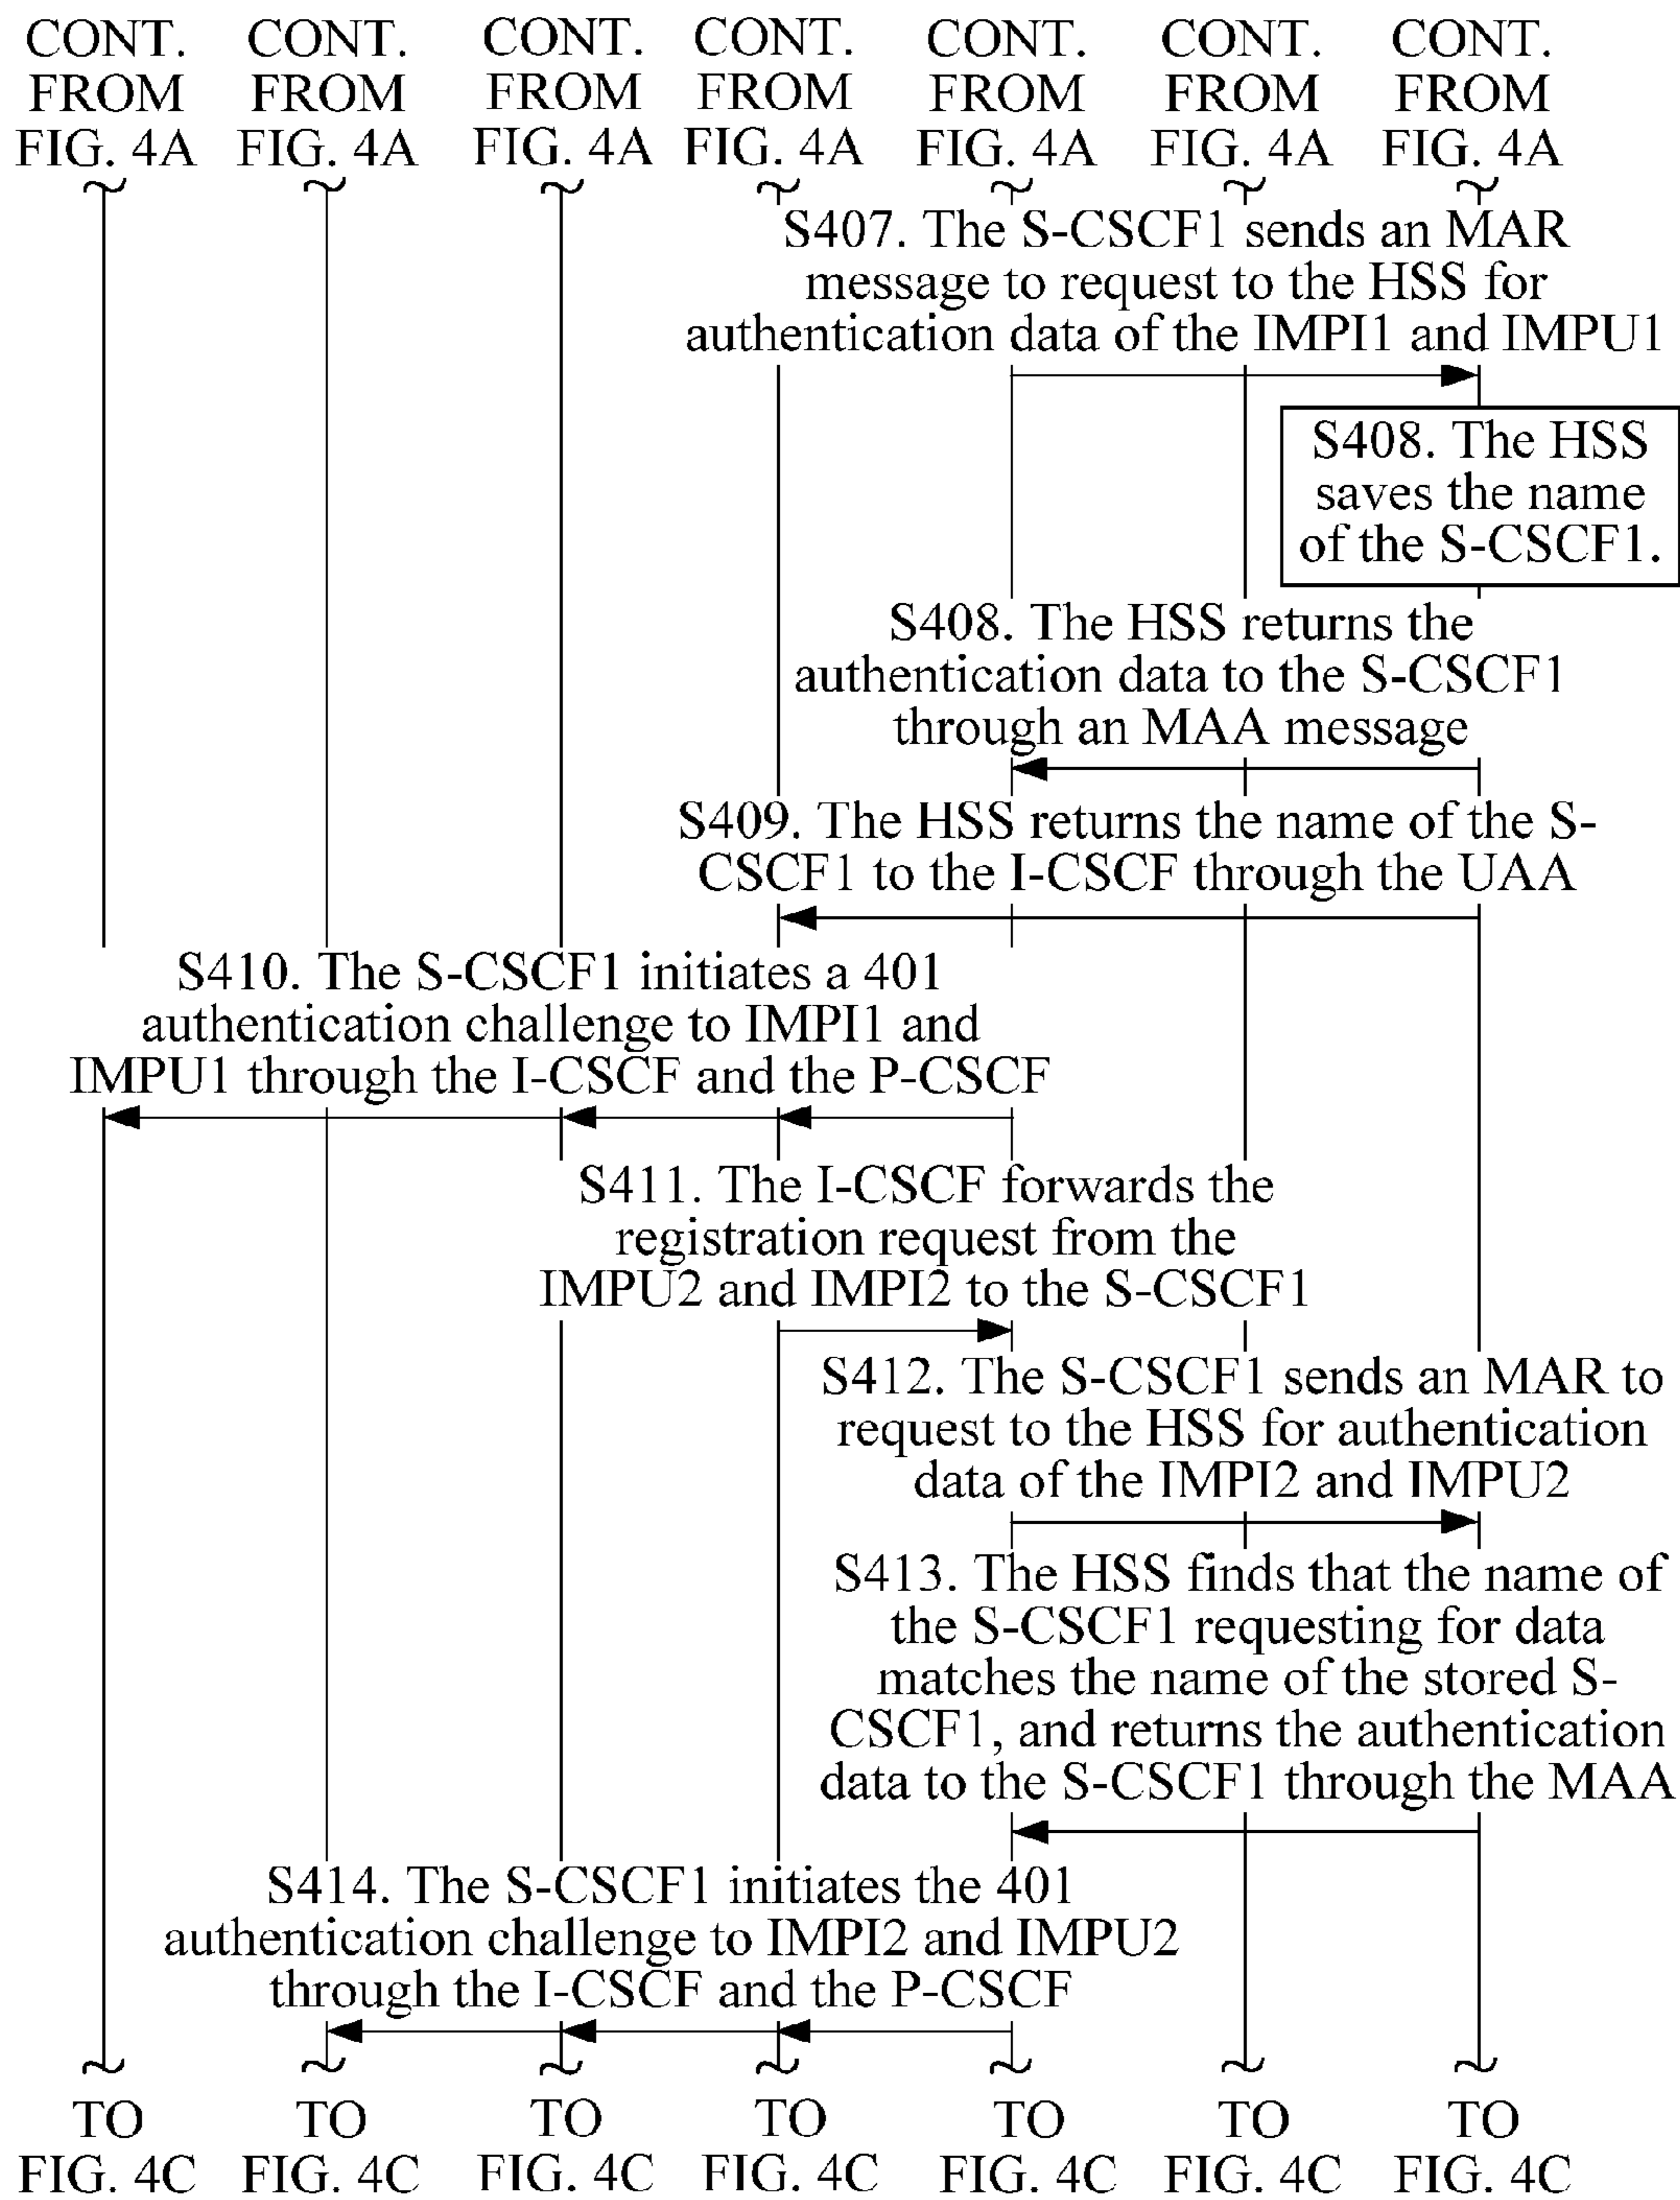 CONT. CONT. CONT. CONT. CONT. CONT. CONT.
FROM FROM FROM FROM FROM FROM FROM
FIG. 4A FIG. 4A FIG. 4A FIG. 4A FIG. 4A FIG. 4A FIG. 4A
S407. The S-CSCF1 sends an MAR
message to request to the HSS for
authentication data of the IMPI1 and IMPU1
S408. The HSS
saves the name
of the S-CSCF1.
S408. The HSS returns the
authentication data to the S-CSCF1
through an MAA message
S409. The HSS returns the name of the S-
CSCF1 to the I-CSCF through the UAA
S410. The S-CSCF1 initiates a 401
authentication challenge to IMPI1 and
IMPU1 through the I-CSCF and the P-CSCF
S411. The I-CSCF forwards the
registration request from the
IMPU2 and IMPI2 to the S-CSCF1
S412. The S-CSCF1 sends an MAR to
request to the HSS for authentication
data of the IMPI2 and IMPU2
S413. The HSS finds that the name of
the S-CSCF1 requesting for data
matches the name of the stored S-
CSCF1, and returns the authentication
data to the S-CSCF1 through the MAA
S414. The S-CSCF1 initiates the 401
authentication challenge to IMPI2 and IMPU2
through the I-CSCF and the P-CSCF
TO TO TO TO TO TO TO
FIG. 4C FIG. 4C FIG. 4C FIG. 4C FIG. 4C FIG. 4C FIG. 4C